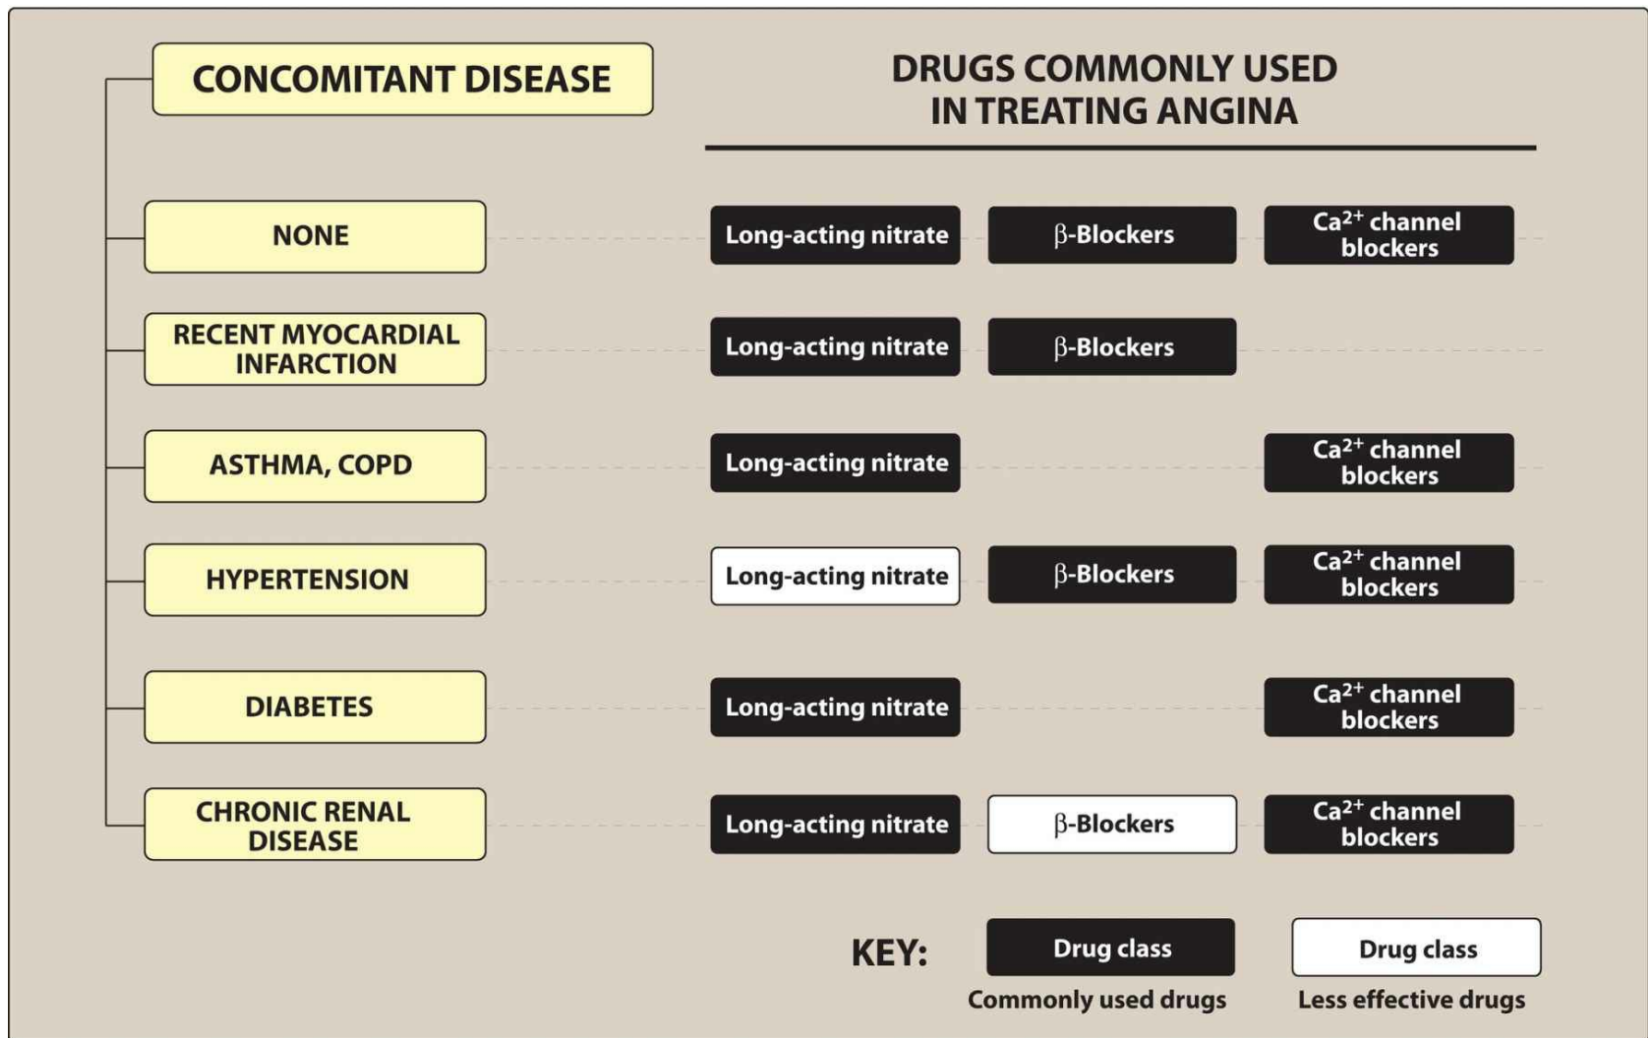 CONCOMITANT DISEASE
DRUGS COMMONLY USED
IN TREATING ANGINA
NONE
Long-acting nitrate
β-Blockers
Ca²⁺ channel
blockers
RECENT MYOCARDIAL
INFARCTION
Long-acting nitrate
β-Blockers
ASTHMA, COPD
Long-acting nitrate
Ca²⁺ channel
blockers
HYPERTENSION
Long-acting nitrate
β-Blockers
Ca²⁺ channel
blockers
DIABETES
Long-acting nitrate
Ca²⁺ channel
blockers
CHRONIC RENAL
DISEASE
Long-acting nitrate
β-Blockers
Ca²⁺ channel
blockers
KEY:
Drug class
Commonly used drugs
Drug class
Less effective drugs